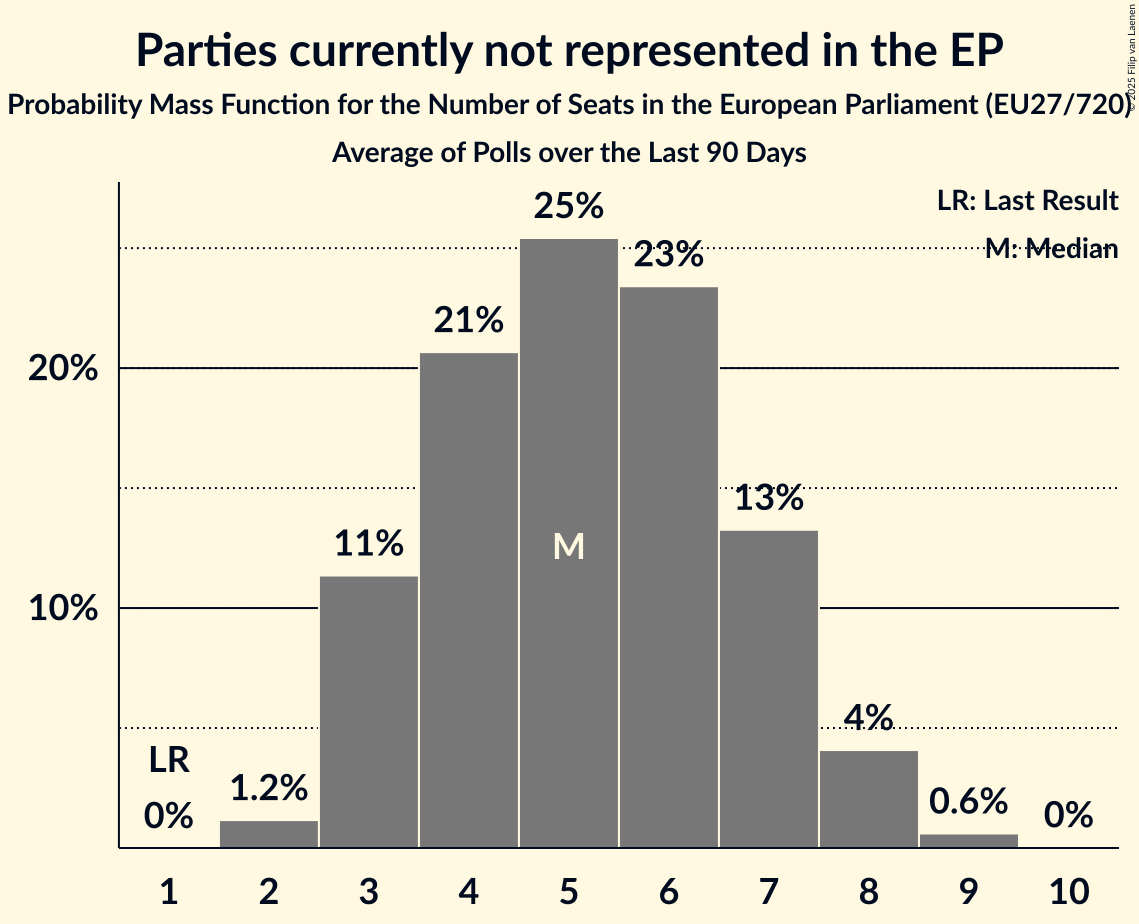 Parties currently not represented in the EP
Probability Mass Function for the Number of Seats in the European Parliament (EU27/720)
Average of Polls over the Last 90 Days
© 2025 Filip van Laenen
LR: Last Result
M: Median
25%
23%
21%
20%
13%
11%
M
10%
4%
LR
1.2%
0.6%
0%
0%
1 2 3 4 5 6 7 8 9 10